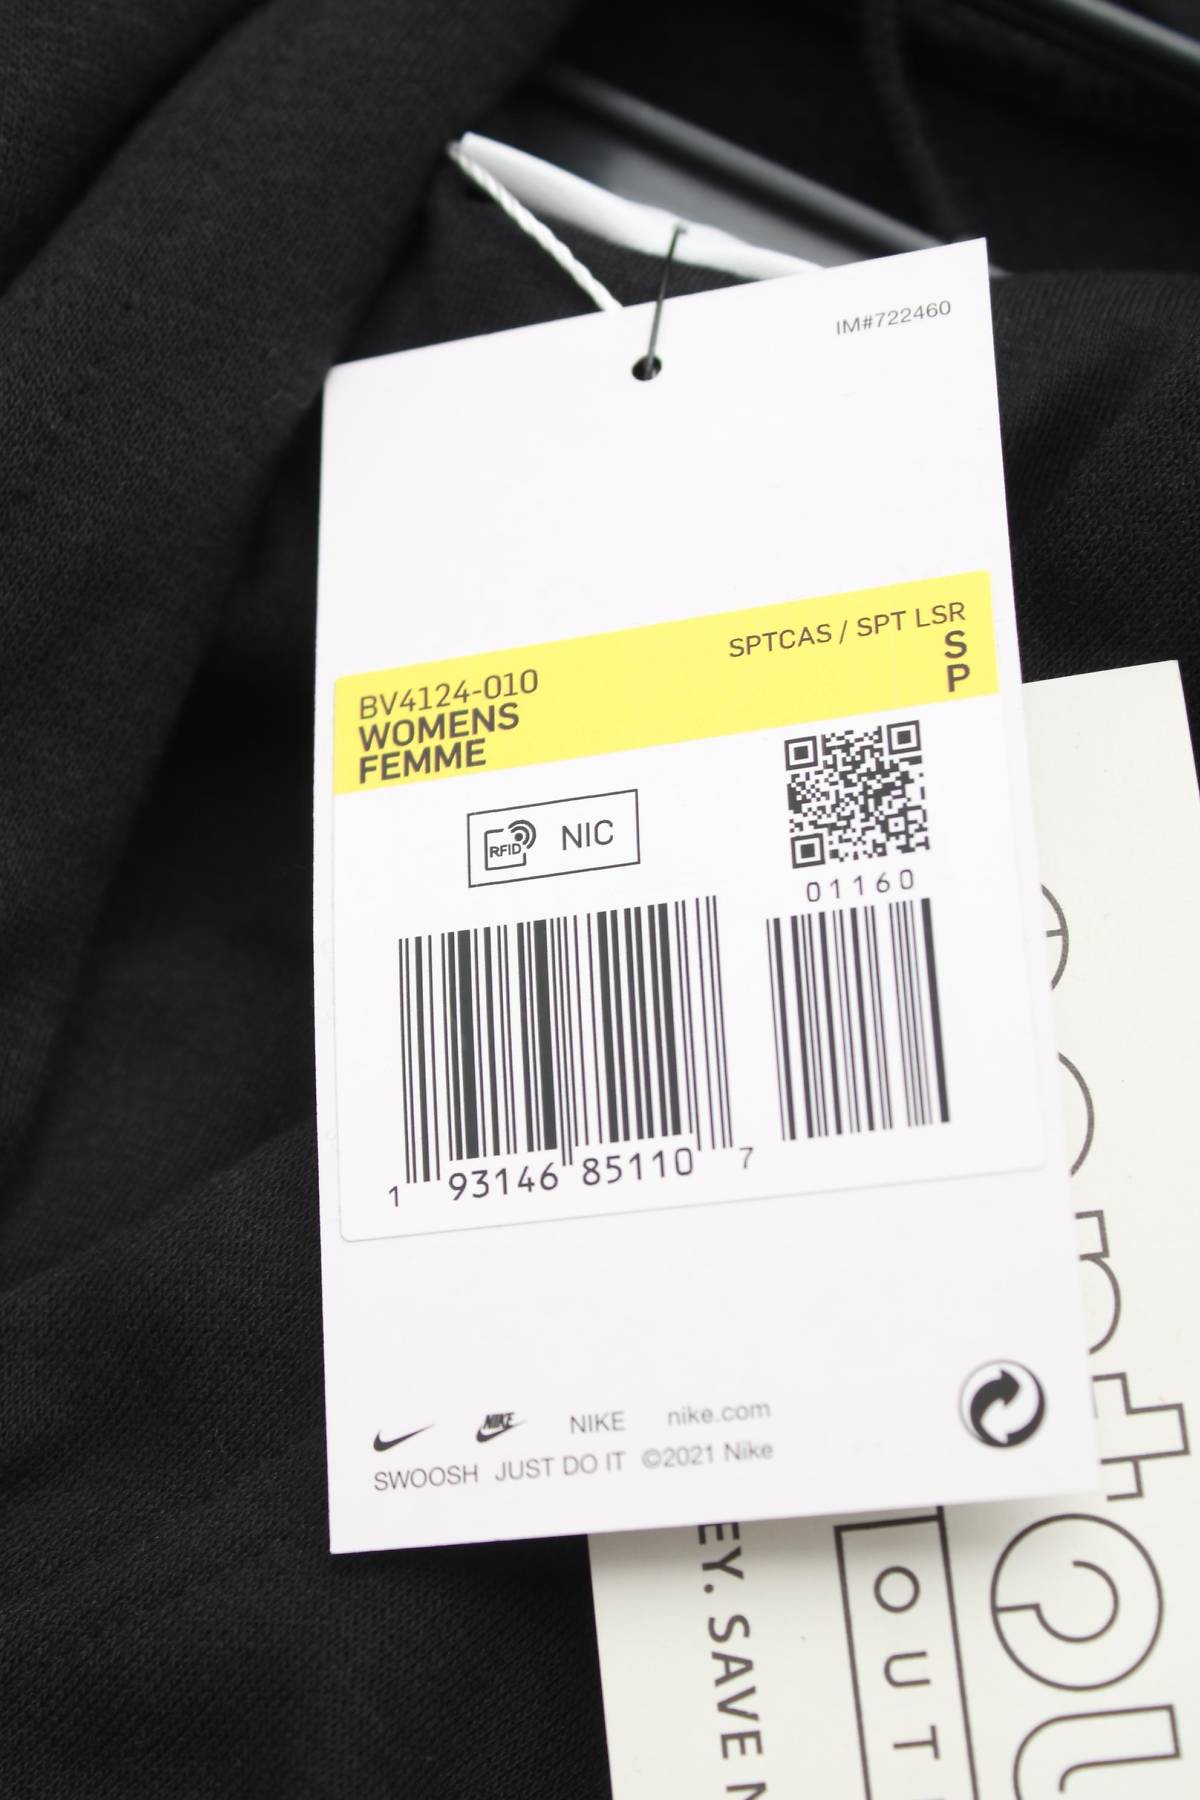 IM#722460
SPTCAS / SPT LSR
S
P
BV4124-010
WOMENS
FEMME
RFID NIC
01160
1 93146 85110 7
NIKE NIKE nike.com
SWOOSH JUST DO IT ©2021 Nike
EY. SAVE
OUT